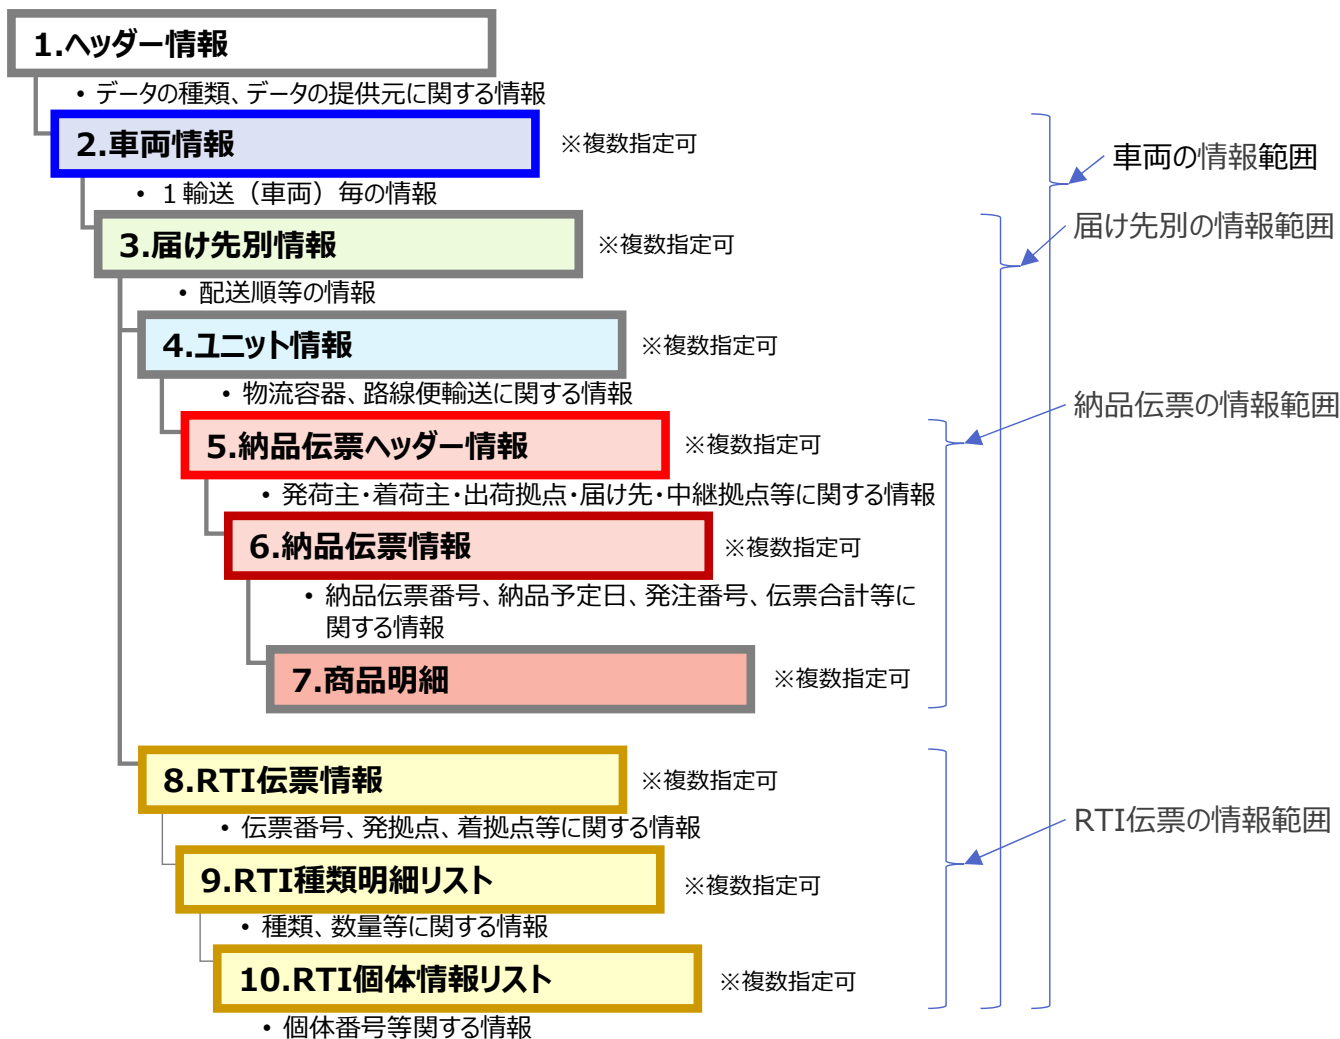 1.ヘッダー情報
• データの種類、データの提供元に関する情報
2.車両情報
※複数指定可
• 1輸送（車両）毎の情報
3.届け先別情報
※複数指定可
• 配送順等の情報
4.ユニット情報
※複数指定可
• 物流容器、路線便輸送に関する情報
5.納品伝票ヘッダー情報
※複数指定可
• 発荷主・着荷主・出荷拠点・届け先・中継拠点等に関する情報
6.納品伝票情報
※複数指定可
• 納品伝票番号、納品予定日、発注番号、伝票合計等に
関する情報
7.商品明細
※複数指定可
8.RTI伝票情報
※複数指定可
• 伝票番号、発拠点、着拠点等に関する情報
9.RTI種類明細リスト
※複数指定可
• 種類、数量等に関する情報
10.RTI個体情報リスト
※複数指定可
• 個体番号等関する情報
車両の情報範囲
届け先別の情報範囲
納品伝票の情報範囲
RTI伝票の情報範囲